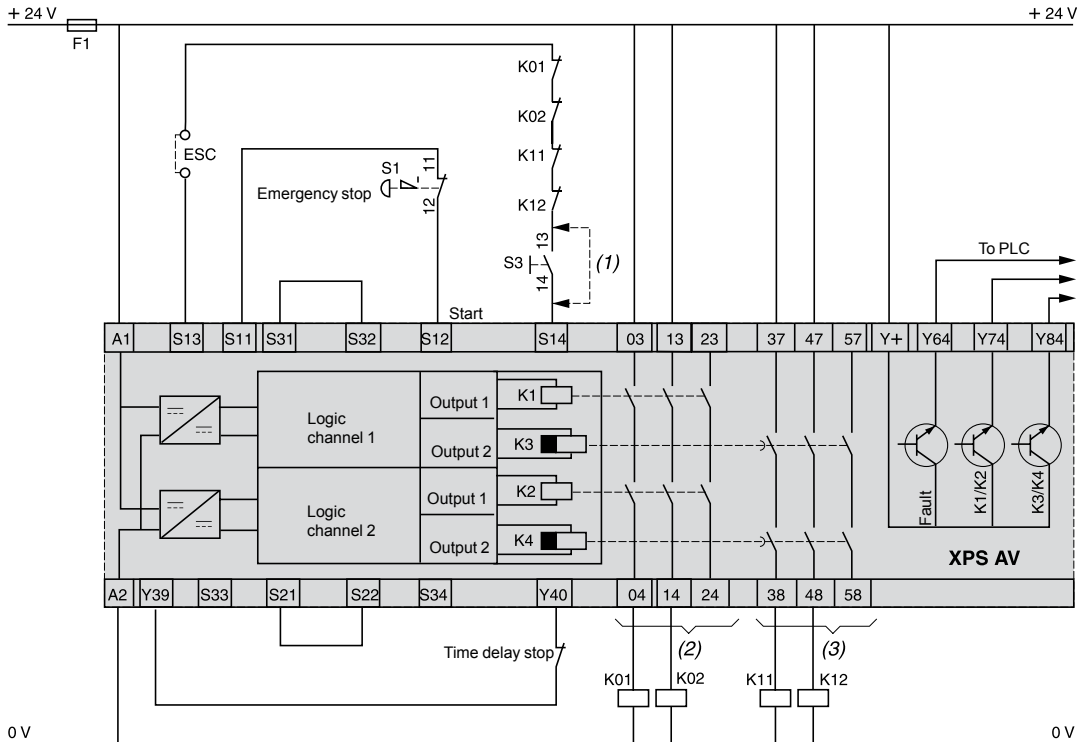 + 24 V
+ 24 V
F1
K01
K02
ESC
K11
S1
11
Emergency stop
12
K12
13
S3
14
(1)
To PLC
Start
A1 S13 S11 S31 S32 S12 S14 03 13 23 37 47 57 Y+ Y64 Y74 Y84
Logic
channel 1
Output 1
K1
Output 2
K3
Logic
channel 2
Output 1
K2
Output 2
K4
Fault
K1/K2
K3/K4
XPS AV
A2 Y39 S33 S21 S22 S34 Y40 04 14 24 38 48 58
Time delay stop
(2)
(3)
K01
K02
K11
K12
0 V
0 V